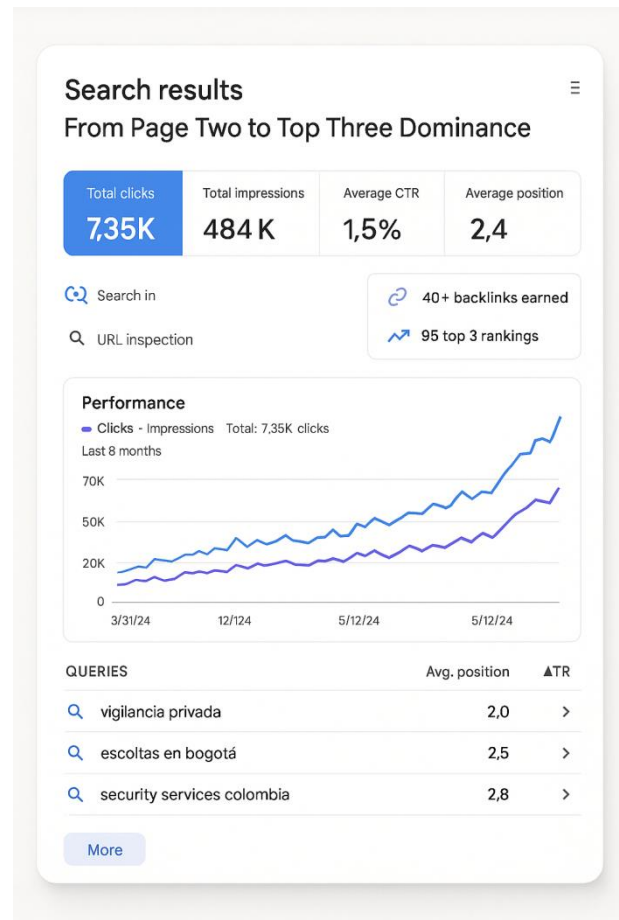 Search results
From Page Two to Top Three Dominance
Total clicks Total impressions Average CTR Average position
7,35K 484 K 1,5% 2,4
Search in
URL inspection
40+ backlinks earned
95 top 3 rankings
Performance
Clicks - Impressions Total: 7,35K clicks
Last 8 months
70K
50K
20K
0
3/31/24 12/124 5/12/24 5/12/24
QUERIES Avg. position ▲TR
vigilancia privada 2,0
escoltas en bogotá 2,5
security services colombia 2,8
More